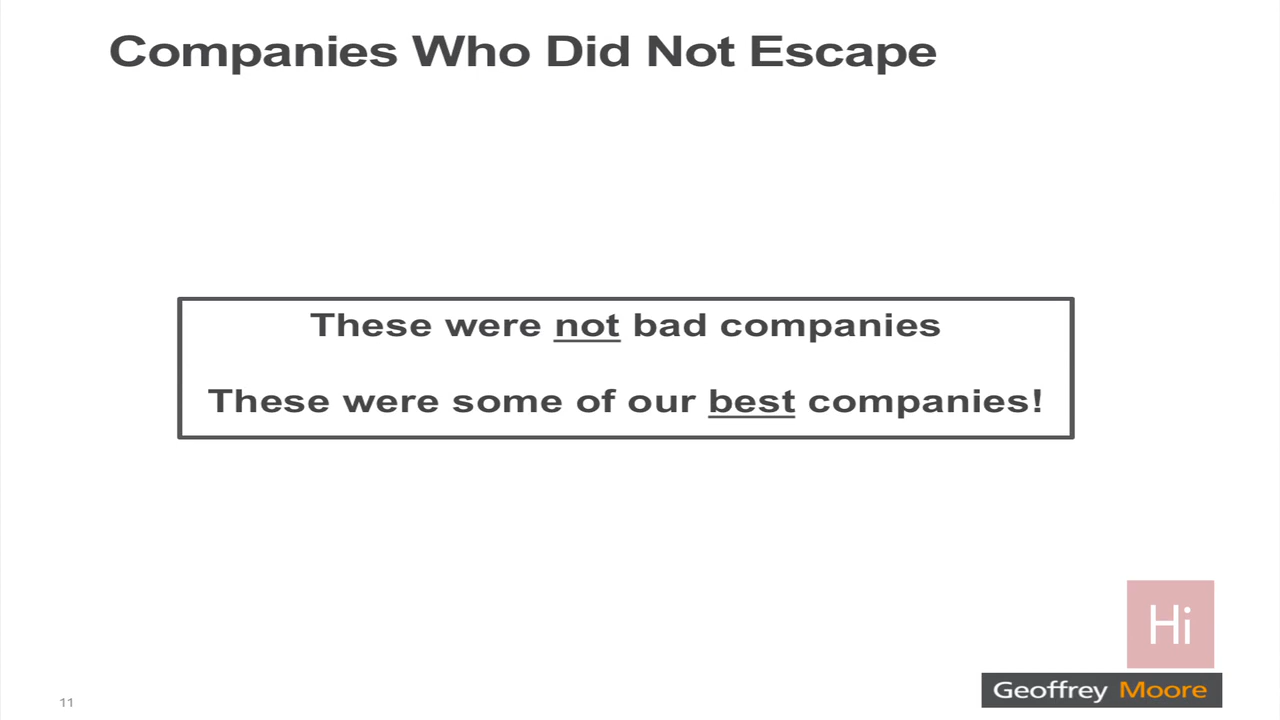 Companies Who Did Not Escape
These were not bad companies
These were some of our best companies!
Hi
Geoffrey Moore
11